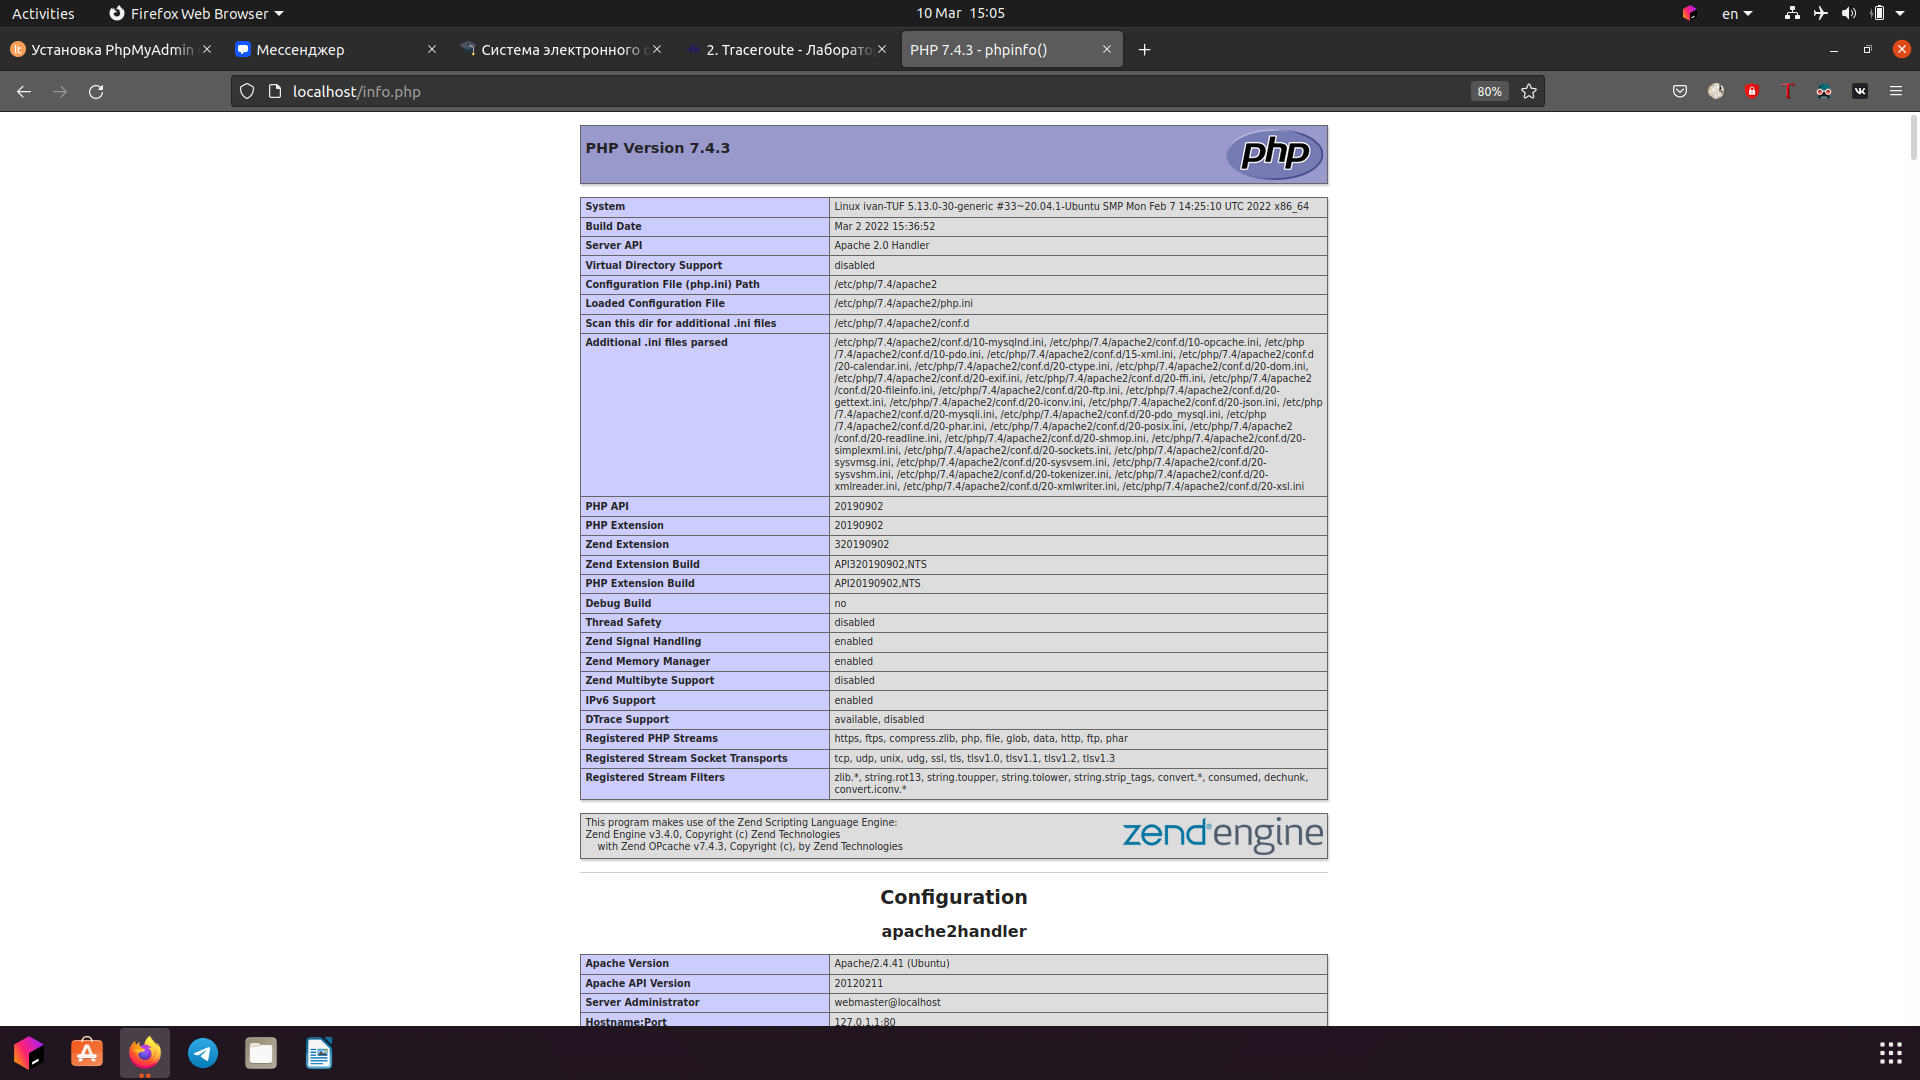 Activities
Firefox Web Browser
10 Mar 15:05
en
Установка PhpMyAdmin
Мессенджер
Система электронного
2. Traceroute - Лаборато
PHP 7.4.3 - phpinfo()
localhost/info.php
80%
PHP Version 7.4.3
php
System Linux ivan-TUF 5.13.0-30-generic #33~20.04.1-Ubuntu SMP Mon Feb 7 14:25:10 UTC 2022 x86_64
Build Date Mar 2 2022 15:36:52
Server API Apache 2.0 Handler
Virtual Directory Support disabled
Configuration File (php.ini) Path /etc/php/7.4/apache2
Loaded Configuration File /etc/php/7.4/apache2/php.ini
Scan this dir for additional .ini files /etc/php/7.4/apache2/conf.d
Additional .ini files parsed /etc/php/7.4/apache2/conf.d/10-mysqlnd.ini, /etc/php/7.4/apache2/conf.d/10-opcache.ini, /etc/php
/7.4/apache2/conf.d/10-pdo.ini, /etc/php/7.4/apache2/conf.d/15-xml.ini, /etc/php/7.4/apache2/conf.d
/20-calendar.ini, /etc/php/7.4/apache2/conf.d/20-ctype.ini, /etc/php/7.4/apache2/conf.d/20-dom.ini,
/etc/php/7.4/apache2/conf.d/20-exif.ini, /etc/php/7.4/apache2/conf.d/20-ffi.ini, /etc/php/7.4/apache2
/conf.d/20-fileinfo.ini, /etc/php/7.4/apache2/conf.d/20-ftp.ini, /etc/php/7.4/apache2/conf.d/20-
gettext.ini, /etc/php/7.4/apache2/conf.d/20-iconv.ini, /etc/php/7.4/apache2/conf.d/20-json.ini, /etc/php
/7.4/apache2/conf.d/20-mysqli.ini, /etc/php/7.4/apache2/conf.d/20-pdo_mysql.ini, /etc/php
/7.4/apache2/conf.d/20-phar.ini, /etc/php/7.4/apache2/conf.d/20-posix.ini, /etc/php/7.4/apache2
/conf.d/20-readline.ini, /etc/php/7.4/apache2/conf.d/20-shmop.ini, /etc/php/7.4/apache2/conf.d/20-
simplexml.ini, /etc/php/7.4/apache2/conf.d/20-sockets.ini, /etc/php/7.4/apache2/conf.d/20-
sysvmsg.ini, /etc/php/7.4/apache2/conf.d/20-sysvsem.ini, /etc/php/7.4/apache2/conf.d/20-
sysvshm.ini, /etc/php/7.4/apache2/conf.d/20-tokenizer.ini, /etc/php/7.4/apache2/conf.d/20-
xmlreader.ini, /etc/php/7.4/apache2/conf.d/20-xmlwriter.ini, /etc/php/7.4/apache2/conf.d/20-xsl.ini
PHP API 20190902
PHP Extension 20190902
Zend Extension 320190902
Zend Extension Build API320190902,NTS
PHP Extension Build API20190902,NTS
Debug Build no
Thread Safety disabled
Zend Signal Handling enabled
Zend Memory Manager enabled
Zend Multibyte Support disabled
IPv6 Support enabled
DTrace Support available, disabled
Registered PHP Streams https, ftps, compress.zlib, php, file, glob, data, http, ftp, phar
Registered Stream Socket Transports tcp, udp, unix, udg, ssl, tls, tlsv1.0, tlsv1.1, tlsv1.2, tlsv1.3
Registered Stream Filters zlib.*, string.rot13, string.toupper, string.tolower, string.strip_tags, convert.*, consumed, dechunk,
convert.iconv.*
This program makes use of the Zend Scripting Language Engine:
Zend Engine v3.4.0, Copyright (c) Zend Technologies
with Zend OPcache v7.4.3, Copyright (c), by Zend Technologies
zend® engine
Configuration
apache2handler
Apache Version Apache/2.4.41 (Ubuntu)
Apache API Version 20120211
Server Administrator webmaster@localhost
Hostname:Port 127.0.1.1:80